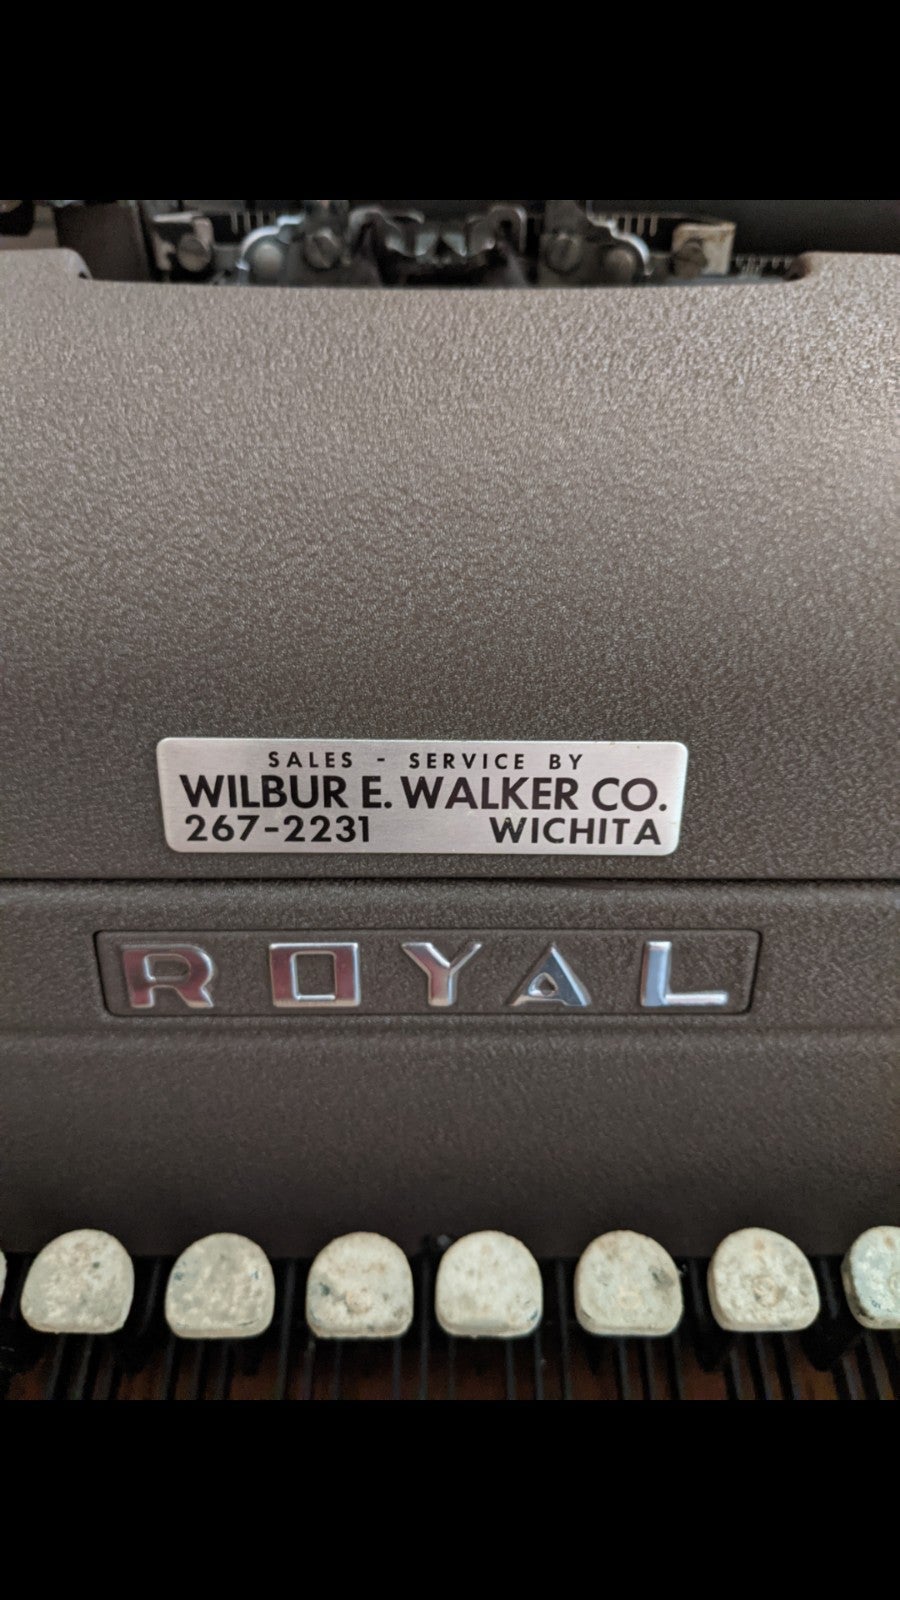 SALES - SERVICE BY
WILBUR E. WALKER CO.
267-2231 WICHITA
ROYAL